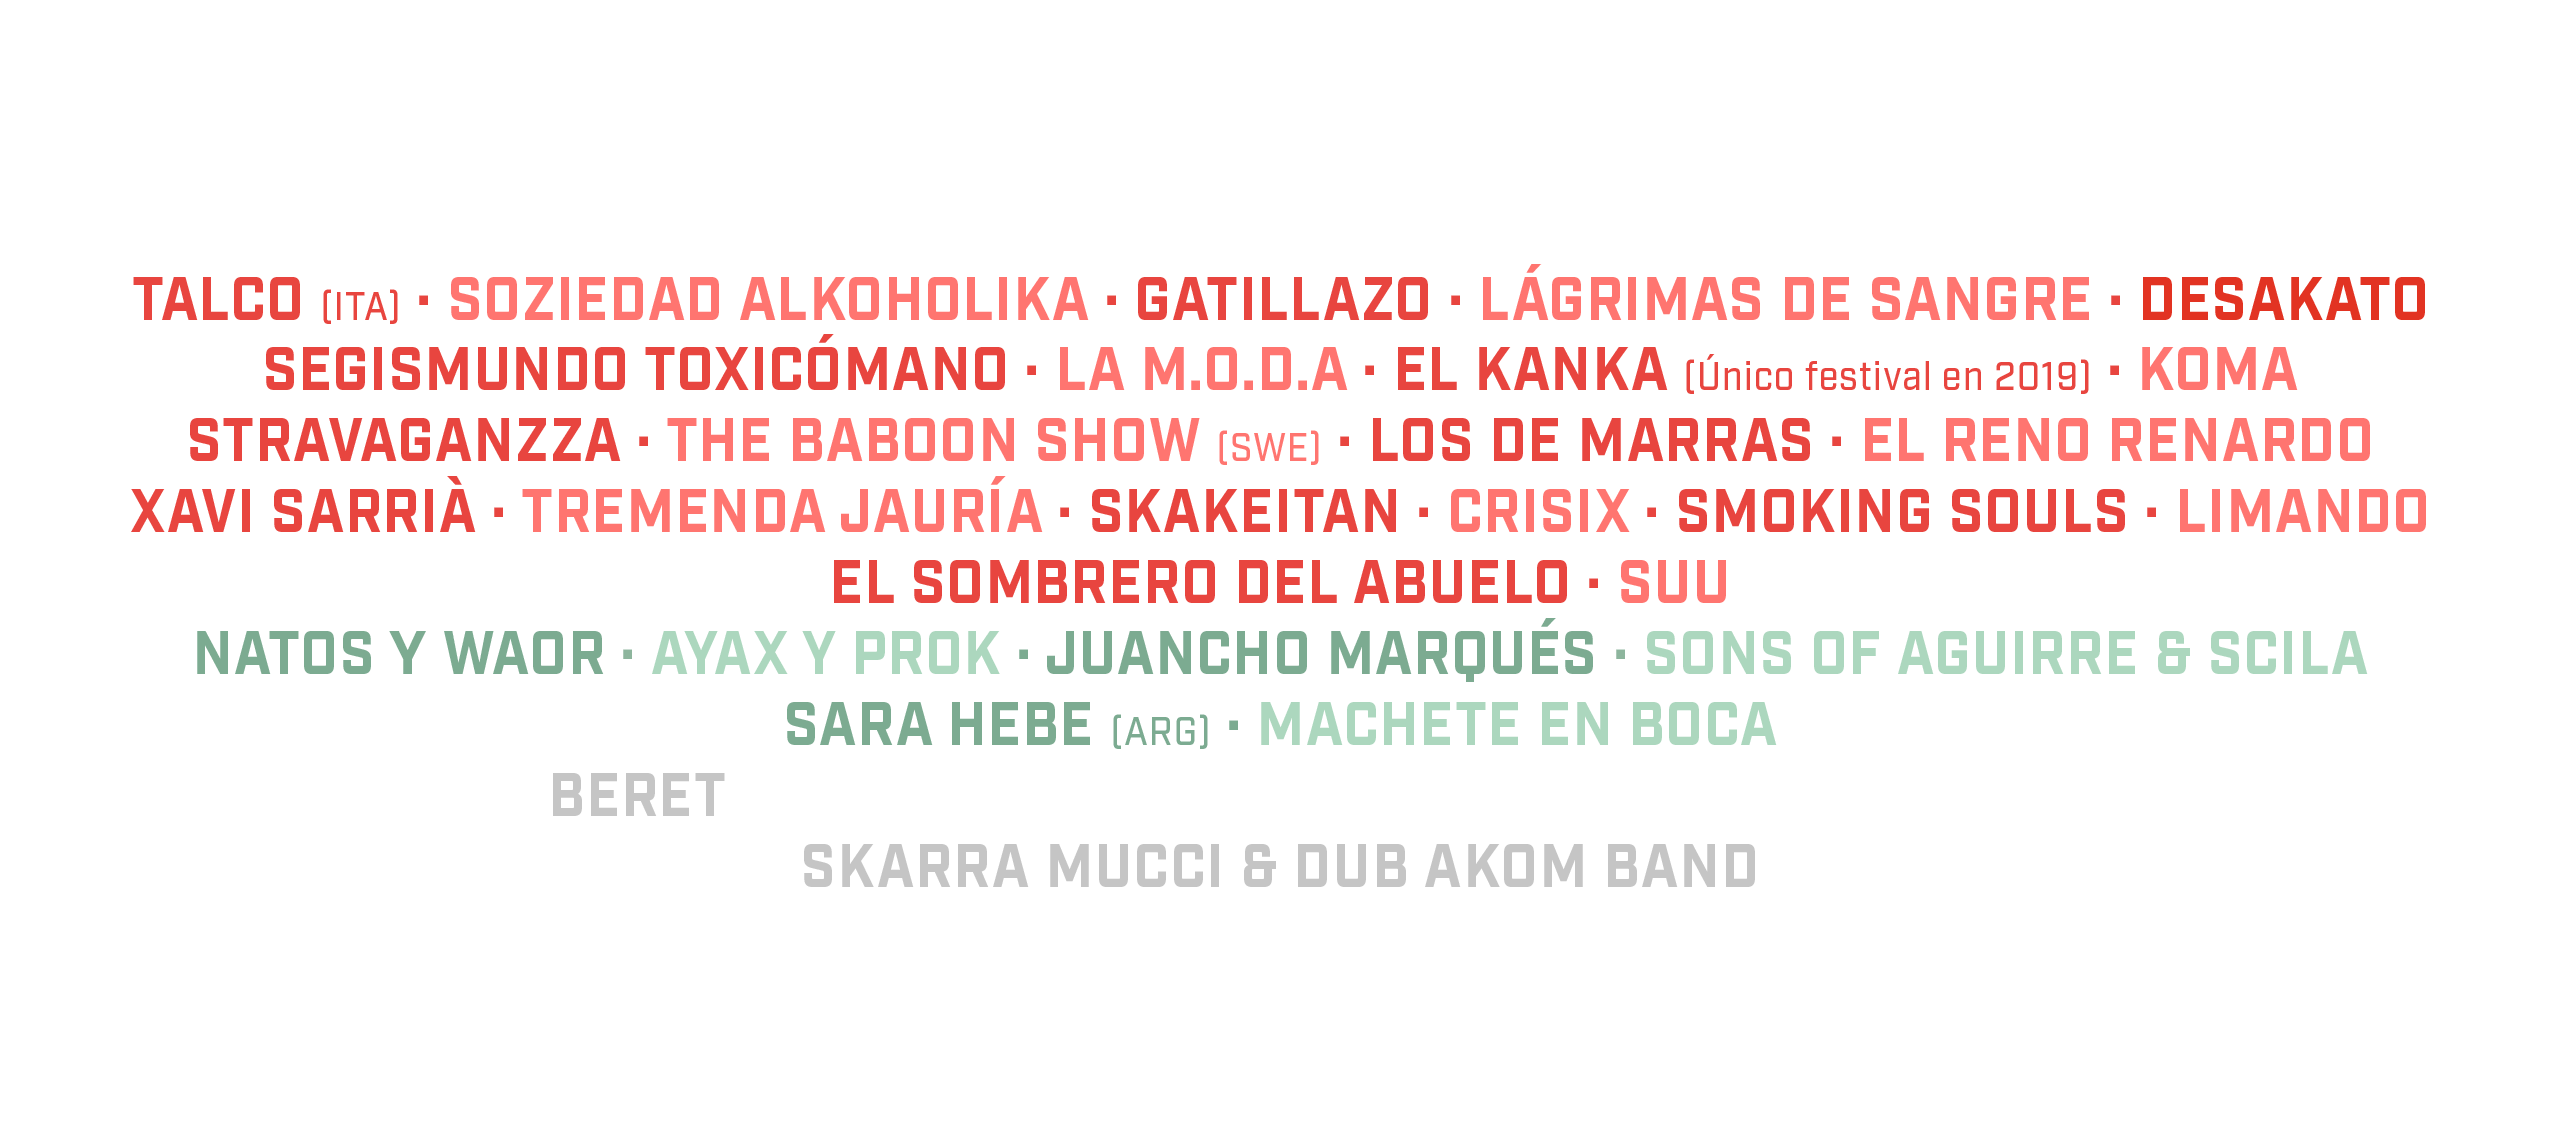 TALCO (ITA) · SOZIEDAD ALKOHOLIKA · GATILLAZO · LÁGRIMAS DE SANGRE · DESAKATO
SEGISMUNDO TOXICÓMANO · LA M.O.D.A · EL KANKA (Único festival en 2019) · KOMA
STRAVAGANZZA · THE BABOON SHOW (SWE) · LOS DE MARRAS · EL RENO RENARDO
XAVI SARRIÀ · TREMENDA JAURÍA · SKAKEITAN · CRISIX · SMOKING SOULS · LIMANDO
EL SOMBRERO DEL ABUELO · SUU
NATOS Y WAOR · AYAX Y PROK · JUANCHO MARQUÉS · SONS OF AGUIRRE & SCILA
SARA HEBE (ARG) · MACHETE EN BOCA
BERET
SKARRA MUCCI & DUB AKOM BAND